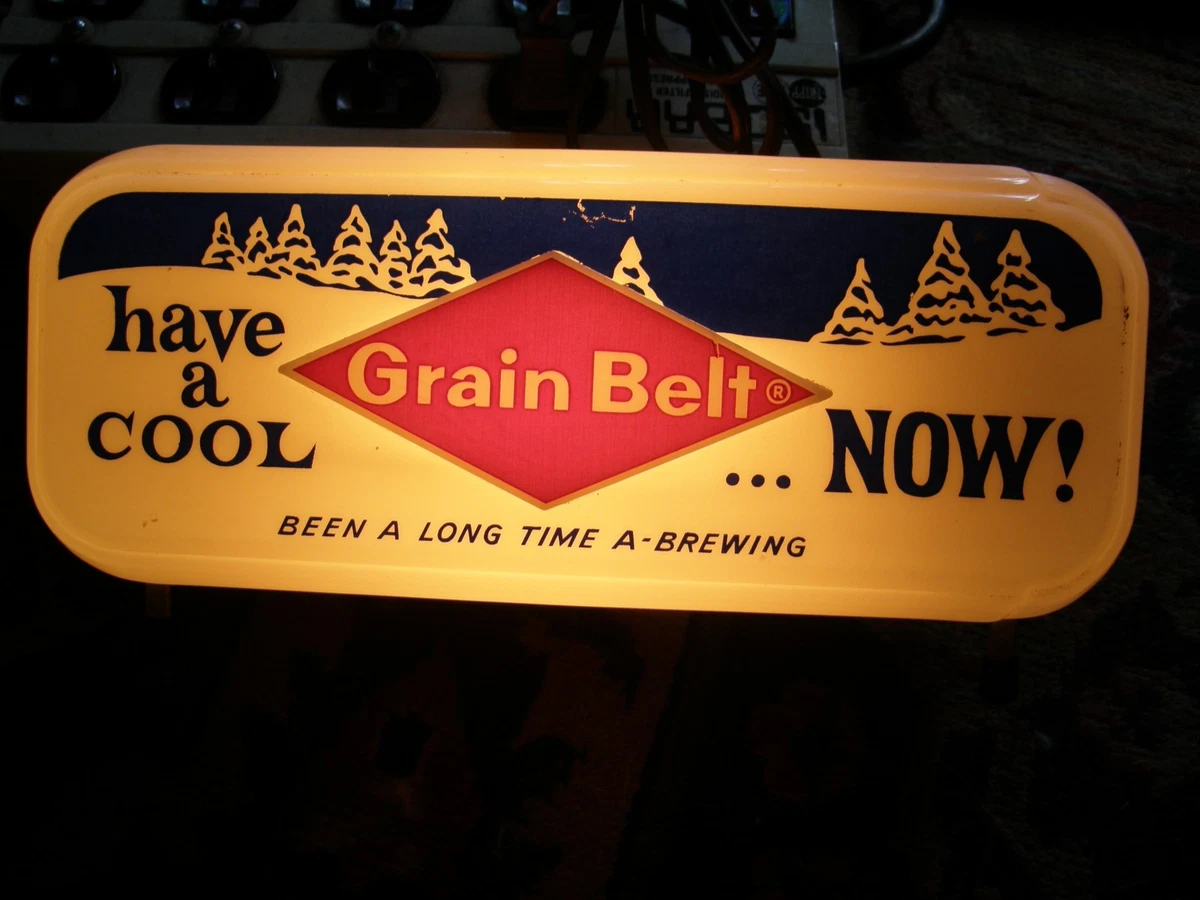 have
a
COOL
Grain Belt®
... NOW!
BEEN A LONG TIME A-BREWING